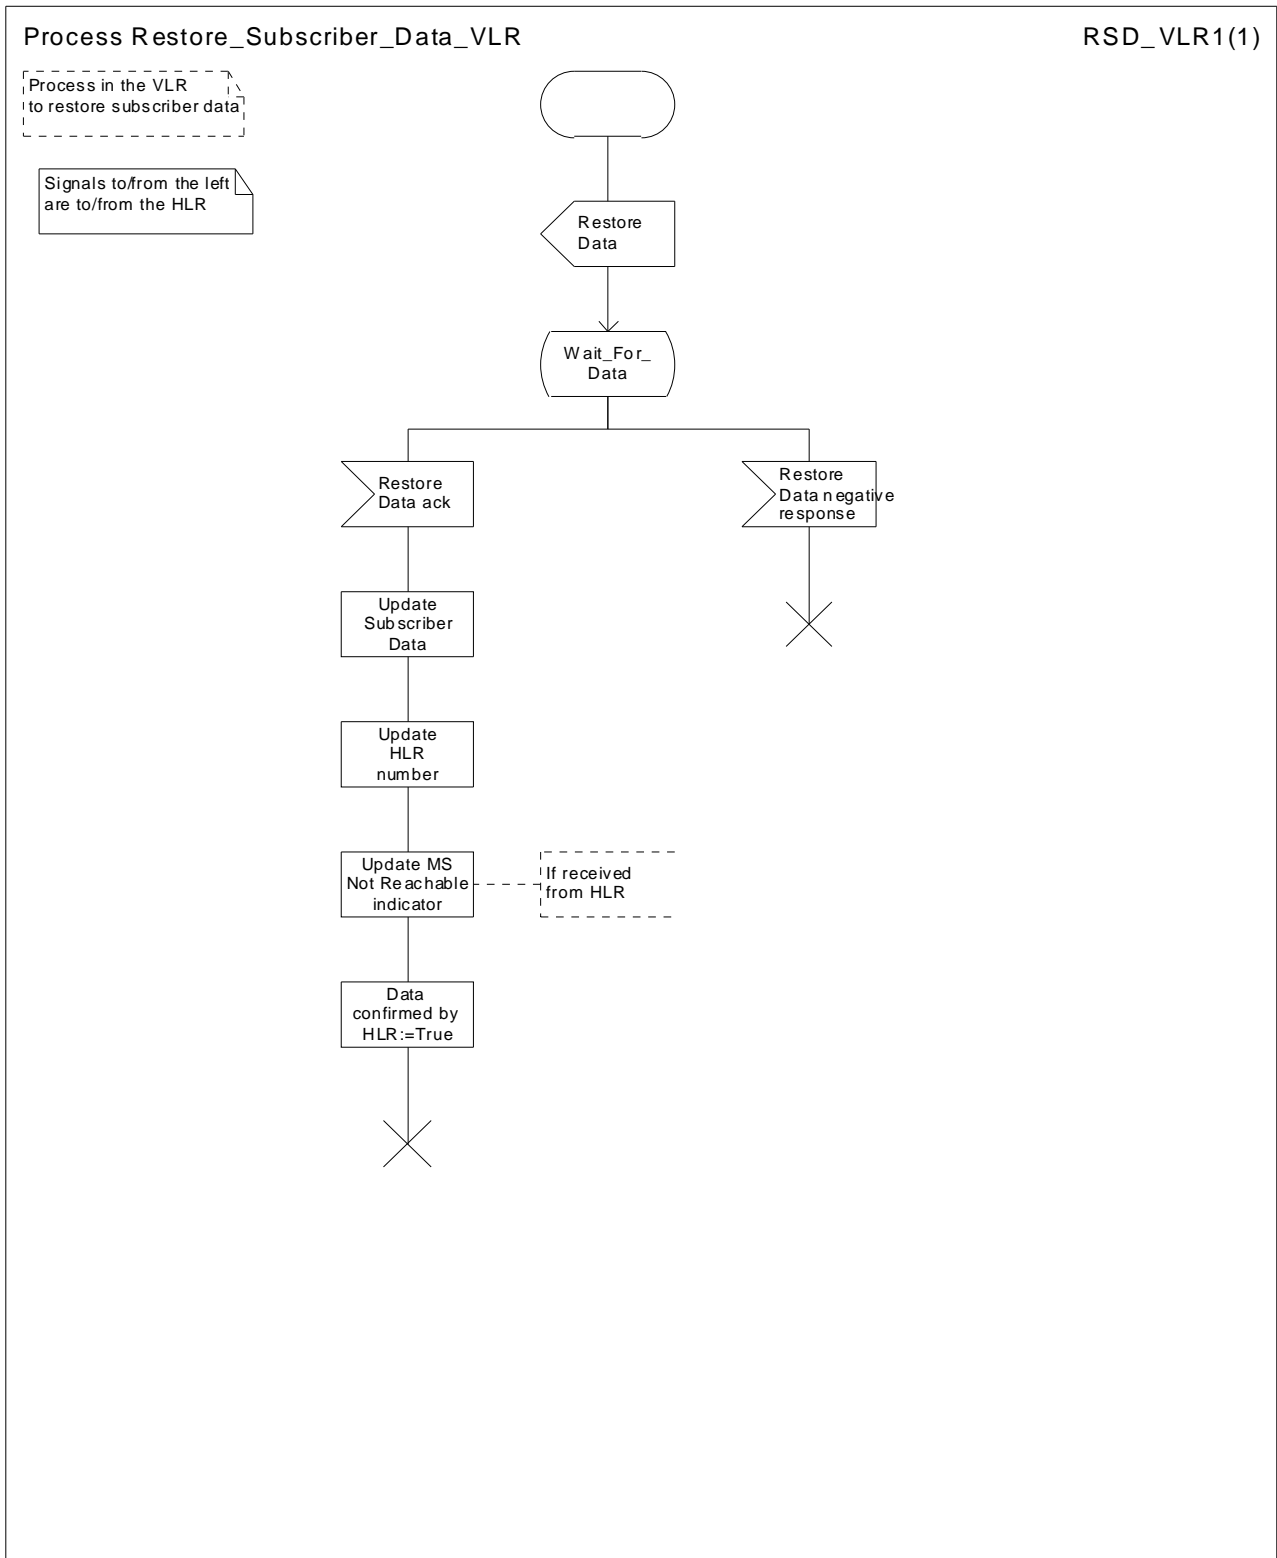 Process Restore_Subscriber_Data_VLR
RSD_VLR1(1)
Process in the VLR
to restore subscriber data
Signals to/from the left
are to/from the HLR
Restore
Data
Wait_For_
Data
Restore
Data ack
Restore
Data negative
response
Update
Subscriber
Data
Update
HLR
number
Update MS
Not Reachable
indicator
If received
from HLR
Data
confirmed by
HLR:=True